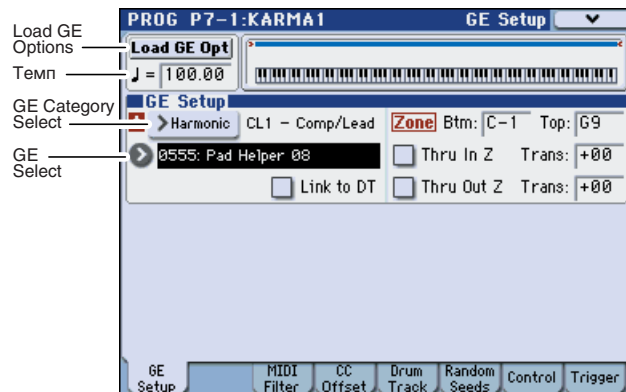 PROG P7-1:KARMA1 GE Setup
Load GE Options
Load GE Opt
Темп
♩ = 100.00
GE Setup
GE Category Select
A Harmonic CL1 - Comp/Lead Zone Btm: C-1 Top: G9
GE Select
0555: Pad Helper 08 Thru In Z Trans: +00
Link to DT Thru Out Z Trans: +00
GE Setup MIDI Filter CC Offset Drum Track Random Seeds Control Trigger